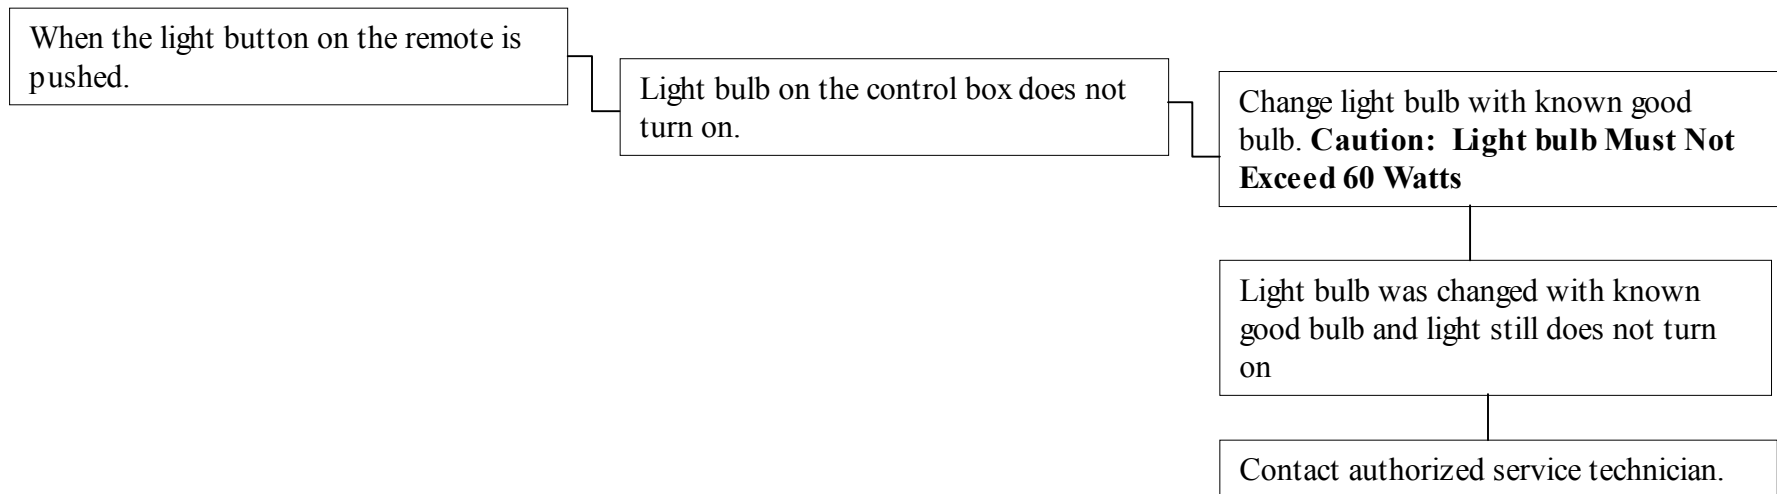 When the light button on the remote is
pushed.
Light bulb on the control box does not
turn on.
Change light bulb with known good
bulb. Caution: Light bulb Must Not
Exceed 60 Watts
Light bulb was changed with known
good bulb and light still does not turn
on
Contact authorized service technician.